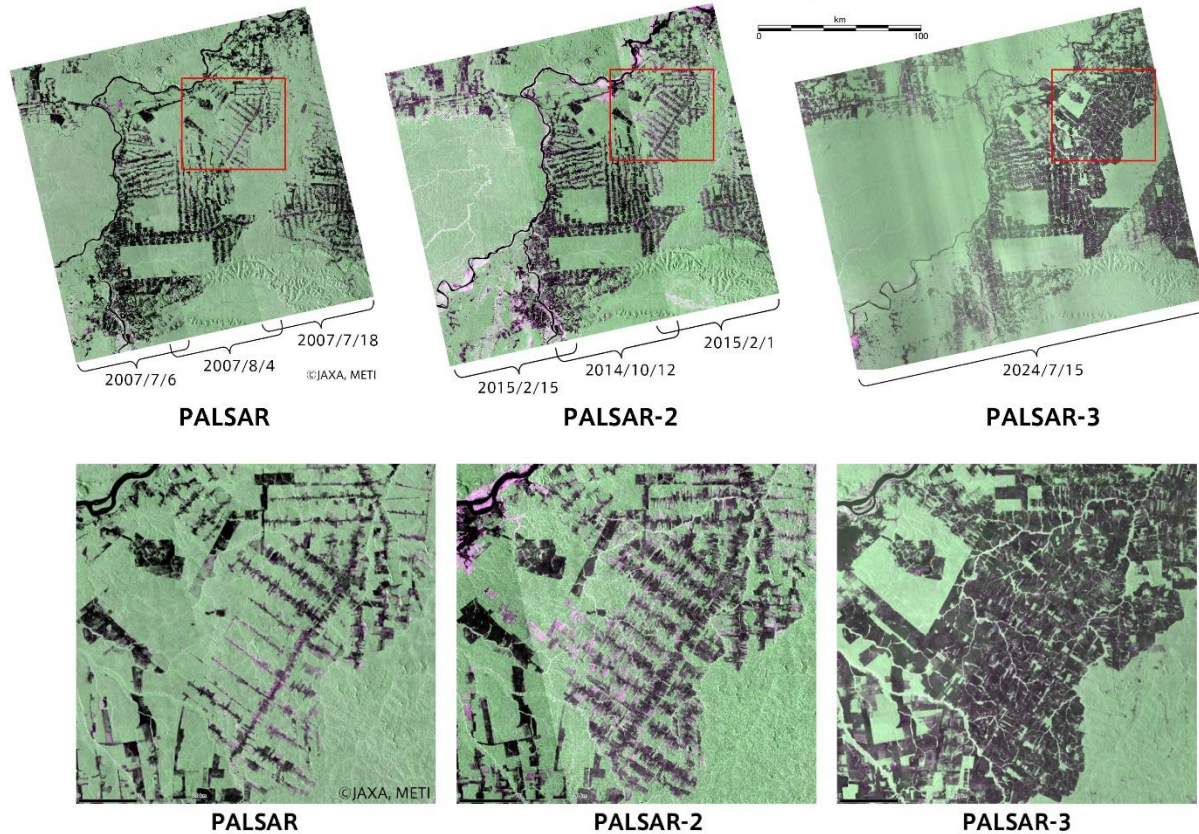 km
0 100
2007/7/6
2007/8/4
2007/7/18
©JAXA, METI
PALSAR
2015/2/15
2014/10/12
2015/2/1
PALSAR-2
2024/7/15
PALSAR-3
©JAXA, METI
PALSAR
PALSAR-2
PALSAR-3